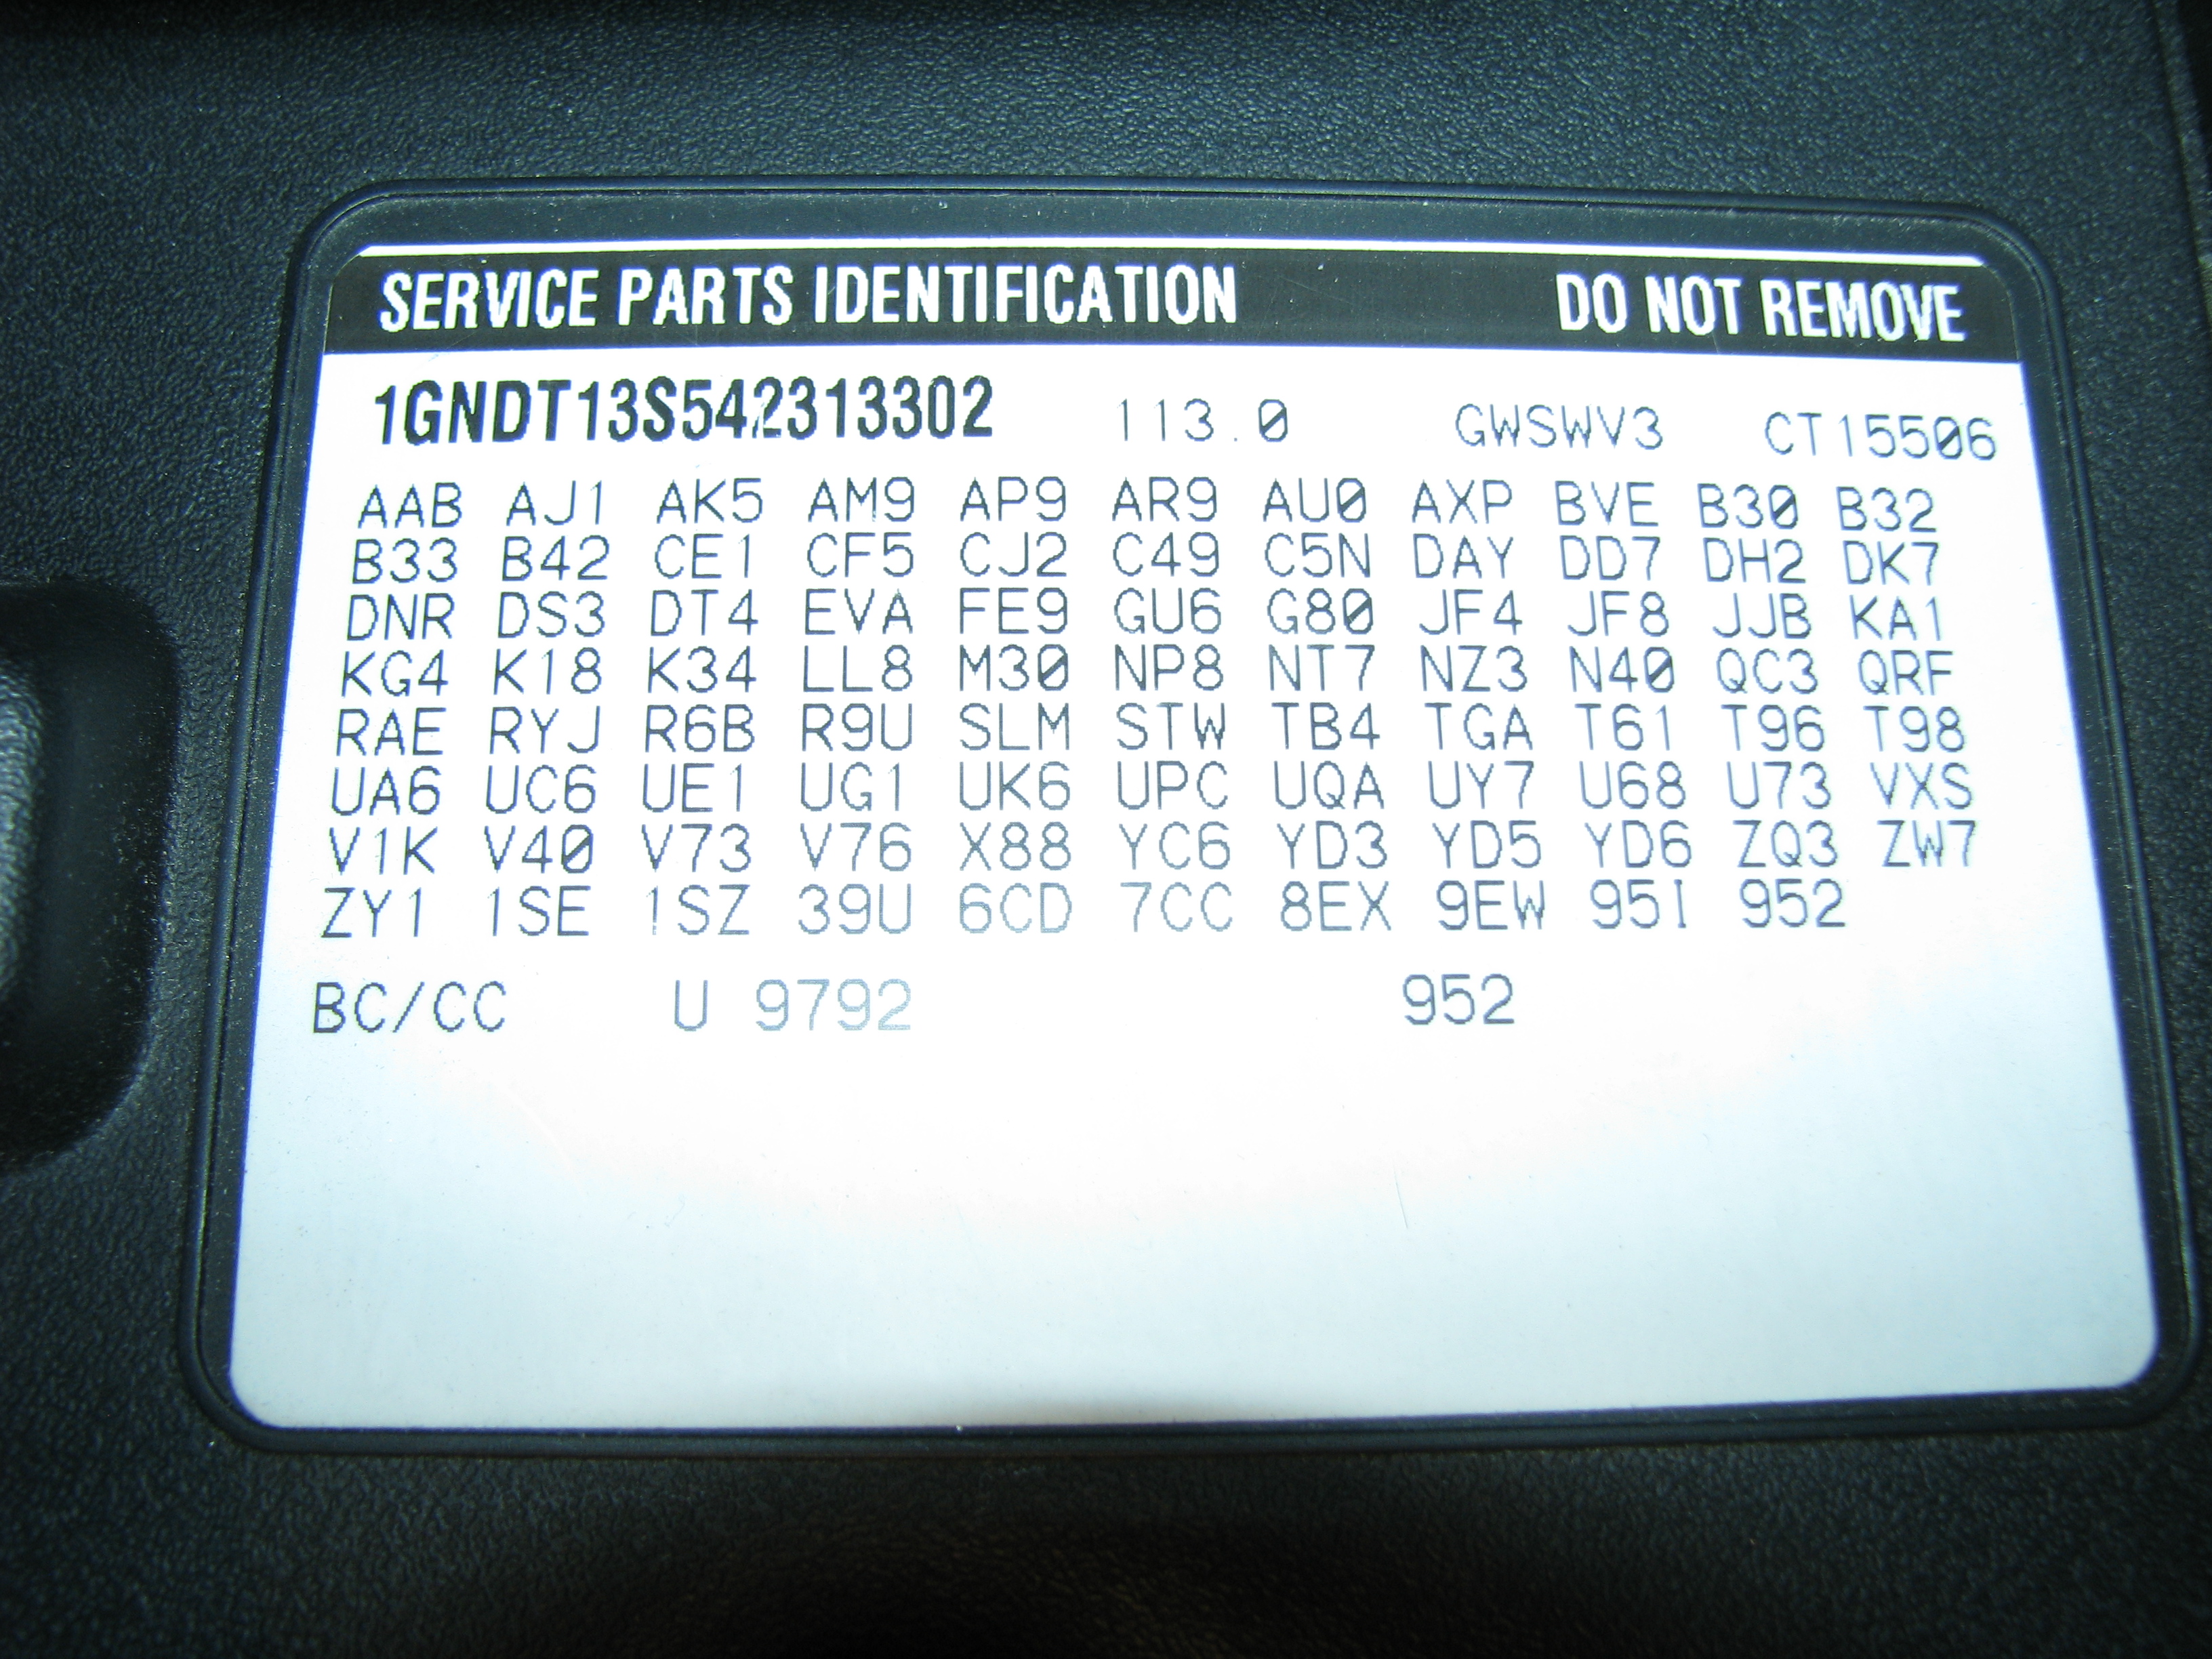 SERVICE PARTS IDENTIFICATION DO NOT REMOVE
1GNDT13S542313302 113.0 GWSWV3 CT15506
AAB AJ1 AK5 AM9 AP9 AR9 AU0 AXP BVE B30 B32
B33 B42 CE1 CF5 CJ2 C49 C5N DAY DD7 DH2 DK7
DNR DS3 DT4 EVA FE9 GU6 G80 JF4 JF8 JJB KA1
KG4 K18 K34 LL8 M30 NP8 NT7 NZ3 N40 QC3 QRF
RAE RYJ R6B R9U SLM STW TB4 TGA T61 T96 T98
UA6 UC6 UE1 UG1 UK6 UPC UQA UY7 U68 U73 VXS
V1K V40 V73 V76 X88 YC6 YD3 YD5 YD6 ZQ3 ZW7
ZY1 1SE 1SZ 39U 6CD 7CC 8EX 9EW 95I 952
BC/CC U 9792 952